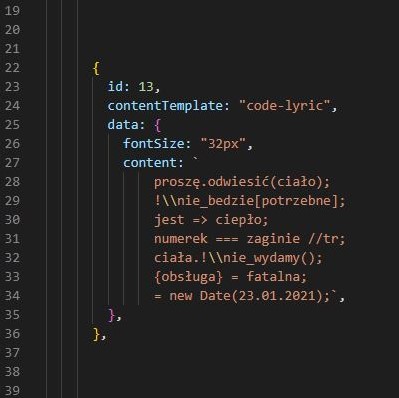 19
20
21
22 {
23 id: 13,
24 contentTemplate: "code-lyric",
25 data: {
26 fontSize: "32px",
27 content: `
28 proszę.odwiesić(ciało);
29 !\\nie_bedzie[potrzebne];
30 jest => ciepło;
31 numerek === zaginie //tr;
32 ciała.!\\nie_wydamy();
33 {obsługa} = fatalna;
34 = new Date(23.01.2021);`,
35 },
36 },
37
38
39